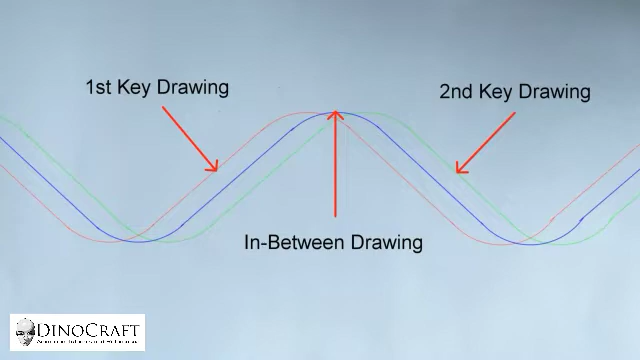 1st Key Drawing
2nd Key Drawing
In-Between Drawing
DINOCRAFT